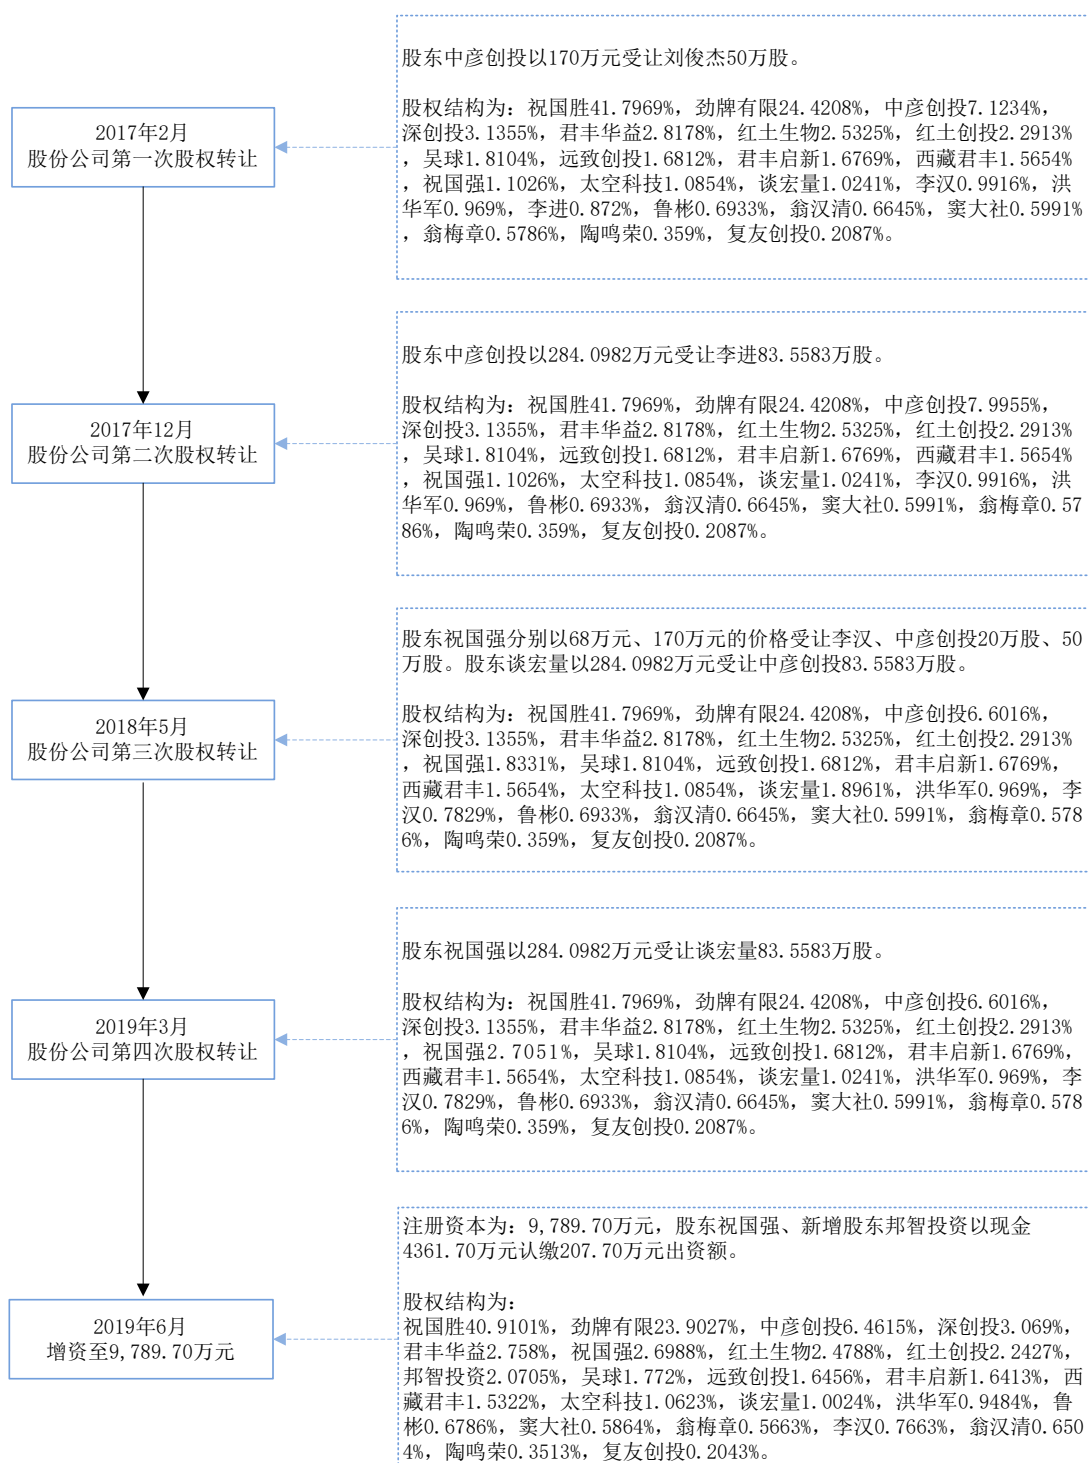 股东中彦创投以170万元受让刘俊杰50万股。
2017年2月
股份公司第一次股权转让
股权结构为：祝国胜41.7969%，劲牌有限24.4208%，中彦创投7.1234%，
深创投3.1355%，君丰华益2.8178%，红土生物2.5325%，红土创投2.2913%
，吴球1.8104%，远致创投1.6812%，君丰启新1.6769%，西藏君丰1.5654%
，祝国强1.1026%，太空科技1.0854%，谈宏量1.0241%，李汉0.9916%，洪
华军0.969%，李进0.872%，鲁彬0.6933%，翁汉清0.6645%，窦大社0.5991%
，翁梅章0.5786%，陶鸣荣0.359%，复友创投0.2087%。
股东中彦创投以284.0982万元受让李进83.5583万股。
2017年12月
股份公司第二次股权转让
股权结构为：祝国胜41.7969%，劲牌有限24.4208%，中彦创投7.9955%，
深创投3.1355%，君丰华益2.8178%，红土生物2.5325%，红土创投2.2913%
，吴球1.8104%，远致创投1.6812%，君丰启新1.6769%，西藏君丰1.5654%
，祝国强1.1026%，太空科技1.0854%，谈宏量1.0241%，李汉0.9916%，洪
华军0.969%，鲁彬0.6933%，翁汉清0.6645%，窦大社0.5991%，翁梅章0.57
86%，陶鸣荣0.359%，复友创投0.2087%。
股东祝国强分别以68万元、170万元的价格受让李汉、中彦创投20万股、50
万股。股东谈宏量以284.0982万元受让中彦创投83.5583万股。
2018年5月
股份公司第三次股权转让
股权结构为：祝国胜41.7969%，劲牌有限24.4208%，中彦创投6.6016%，
深创投3.1355%，君丰华益2.8178%，红土生物2.5325%，红土创投2.2913%
，祝国强1.8331%，吴球1.8104%，远致创投1.6812%，君丰启新1.6769%，
西藏君丰1.5654%，太空科技1.0854%，谈宏量1.8961%，洪华军0.969%，李
汉0.7829%，鲁彬0.6933%，翁汉清0.6645%，窦大社0.5991%，翁梅章0.578
6%，陶鸣荣0.359%，复友创投0.2087%。
股东祝国强以284.0982万元受让谈宏量83.5583万股。
2019年3月
股份公司第四次股权转让
股权结构为：祝国胜41.7969%，劲牌有限24.4208%，中彦创投6.6016%，
深创投3.1355%，君丰华益2.8178%，红土生物2.5325%，红土创投2.2913%
，祝国强2.7051%，吴球1.8104%，远致创投1.6812%，君丰启新1.6769%，
西藏君丰1.5654%，太空科技1.0854%，谈宏量1.0241%，洪华军0.969%，李
汉0.7829%，鲁彬0.6933%，翁汉清0.6645%，窦大社0.5991%，翁梅章0.578
6%，陶鸣荣0.359%，复友创投0.2087%。
注册资本为：9,789.70万元，股东祝国强、新增股东邦智投资以现金
4361.70万元认缴207.70万元出资额。
2019年6月
增资至9,789.70万元
股权结构为：
祝国胜40.9101%，劲牌有限23.9027%，中彦创投6.4615%，深创投3.069%，
君丰华益2.758%，祝国强2.6988%，红土生物2.4788%，红土创投2.2427%，
邦智投资2.0705%，吴球1.772%，远致创投1.6456%，君丰启新1.6413%，西
藏君丰1.5322%，太空科技1.0623%，谈宏量1.0024%，洪华军0.9484%，鲁
彬0.6786%，窦大社0.5864%，翁梅章0.5663%，李汉0.7663%，翁汉清0.650
4%，陶鸣荣0.3513%，复友创投0.2043%。